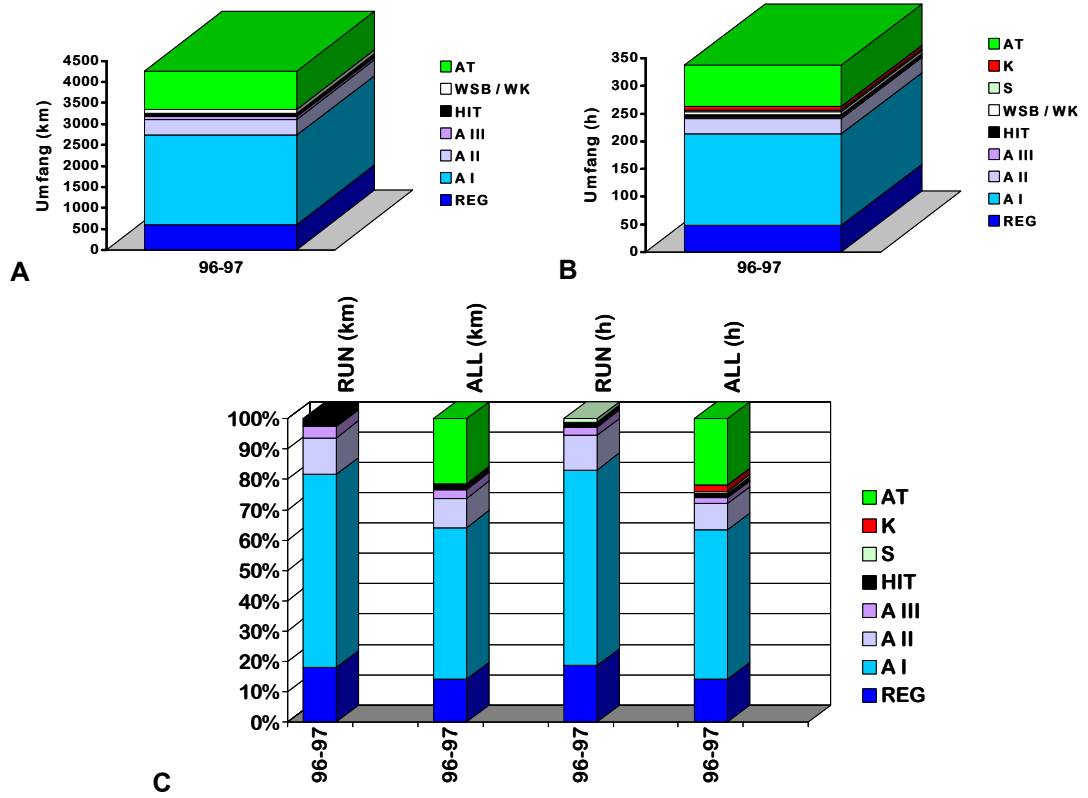 Umfang (km)
4500
4000
3500
3000
2500
2000
1500
1000
500
0
96-97
AT
WSB / WK
HIT
A III
A II
A I
REG
A
Umfang (h)
350
300
250
200
150
100
50
0
96-97
AT
K
S
WSB / WK
HIT
A III
A II
A I
REG
B
RUN (km)
ALL (km)
RUN (h)
ALL (h)
100%
90%
80%
70%
60%
50%
40%
30%
20%
10%
0%
96-97
96-97
96-97
96-97
AT
K
S
HIT
A III
A II
A I
REG
C